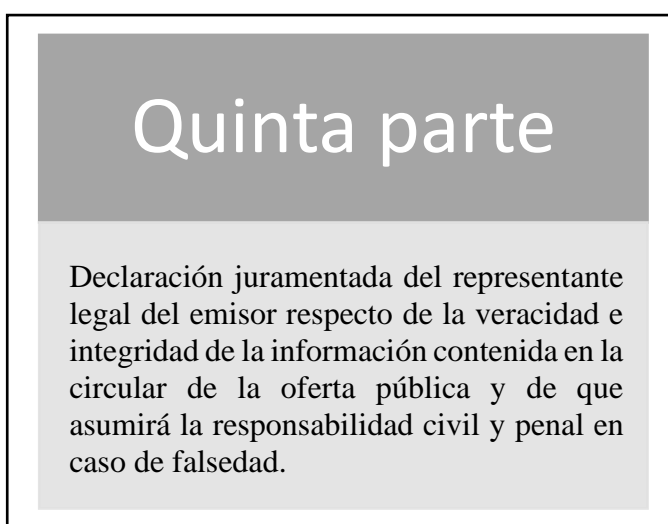 Quinta parte
Declaración juramentada del representante
legal del emisor respecto de la veracidad e
integridad de la información contenida en la
circular de la oferta pública y de que
asumirá la responsabilidad civil y penal en
caso de falsedad.